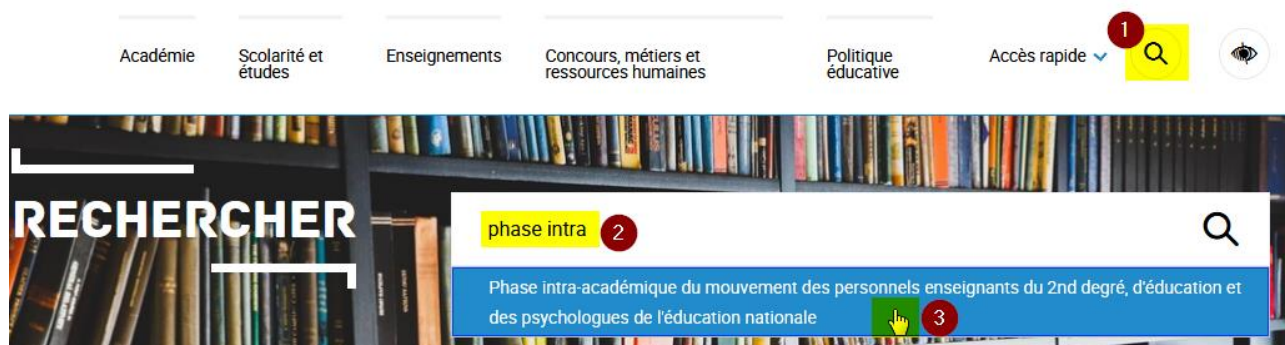 Académie
Scolarité et
études
Enseignements
Concours, métiers et
ressources humaines
Politique
éducative
Accès rapide
1
RECHERCHER
phase intra
2
Phase intra-académique du mouvement des personnels enseignants du 2nd degré, d'éducation et
des psychologues de l'éducation nationale
3